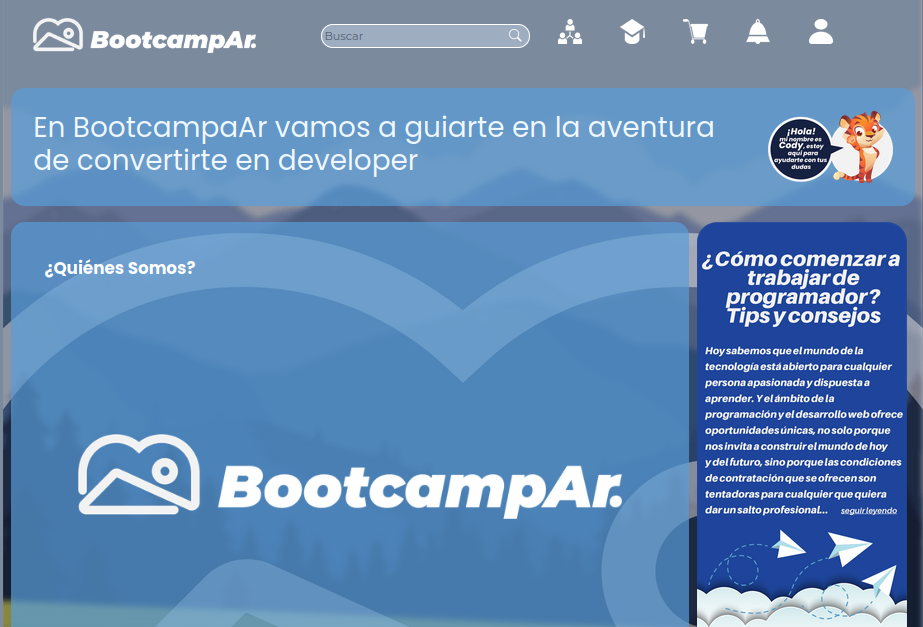 BootcampAr.
Buscar
En BootcampaAr vamos a guiarte en la aventura
de convertirte en developer
¡Hola!
mi nombre es
Cody, estoy
aquí para
ayudarte con tus
dudas
¿Quiénes Somos?
BootcampAr.
¿Cómo comenzar a
trabajar de
programador?
Tips y consejos
Hoy sabemos que el mundo de la
tecnología está abierto para cualquier
persona apasionada y dispuesta a
aprender. Y el ámbito de la
programación y el desarrollo web ofrece
oportunidades únicas, no solo porque
nos invita a construir el mundo de hoy
y del futuro, sino porque las condiciones
de contratación que se ofrecen son
tentadoras para cualquier que quiera
dar un salto profesional... seguir leyendo